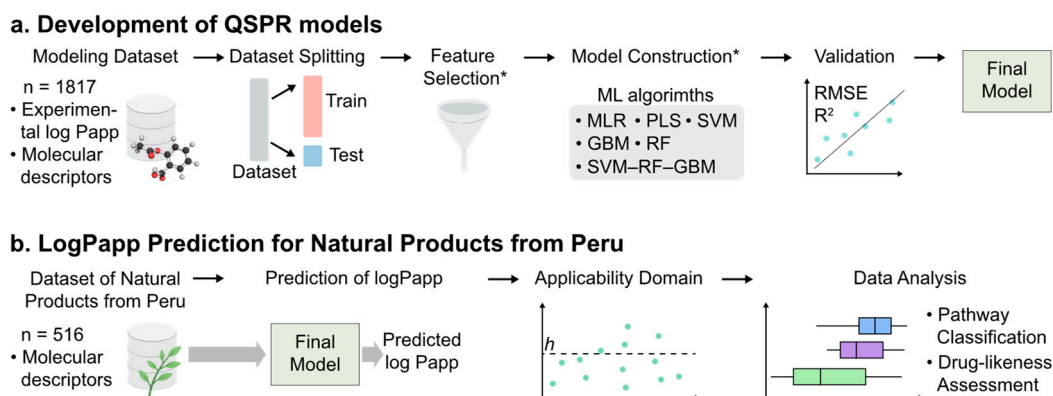 a. Development of QSPR models
Modeling Dataset
n = 1817
• Experimen-
tal log Papp
• Molecular
descriptors
Dataset Splitting
Train
Test
Dataset
Feature
Selection*
Model Construction*
ML algorimths
• MLR • PLS • SVM
• GBM • RF
• SVM–RF–GBM
Validation
RMSE
R²
Final
Model
b. LogPapp Prediction for Natural Products from Peru
Dataset of Natural
Products from Peru
n = 516
• Molecular
descriptors
Prediction of logPapp
Final
Model
Predicted
log Papp
Applicability Domain
h
Data Analysis
• Pathway
Classification
• Drug-likeness
Assessment